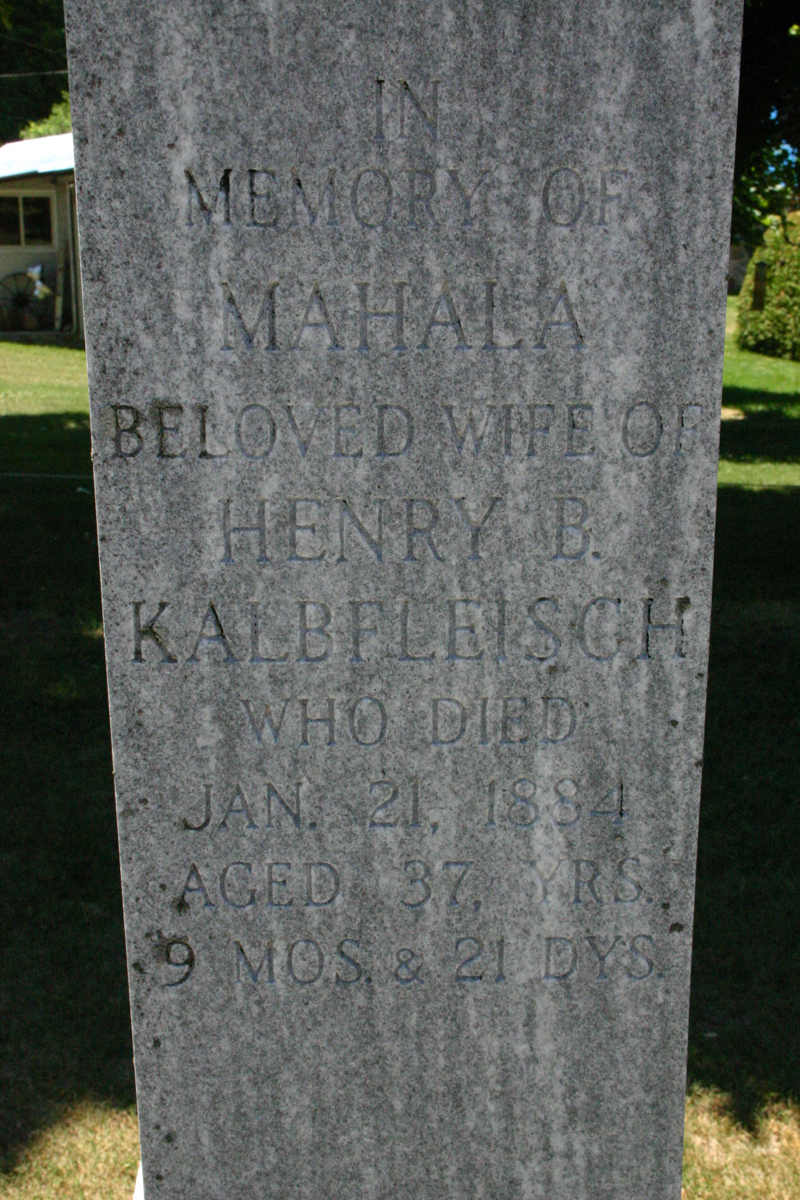 IN
MEMORY OF
MAHALA
BELOVED WIFE OF
HENRY B.
KALBFLEISCH
WHO DIED
JAN. 21, 1884
AGED 37, YRS.
9 MOS. & 21 DYS.